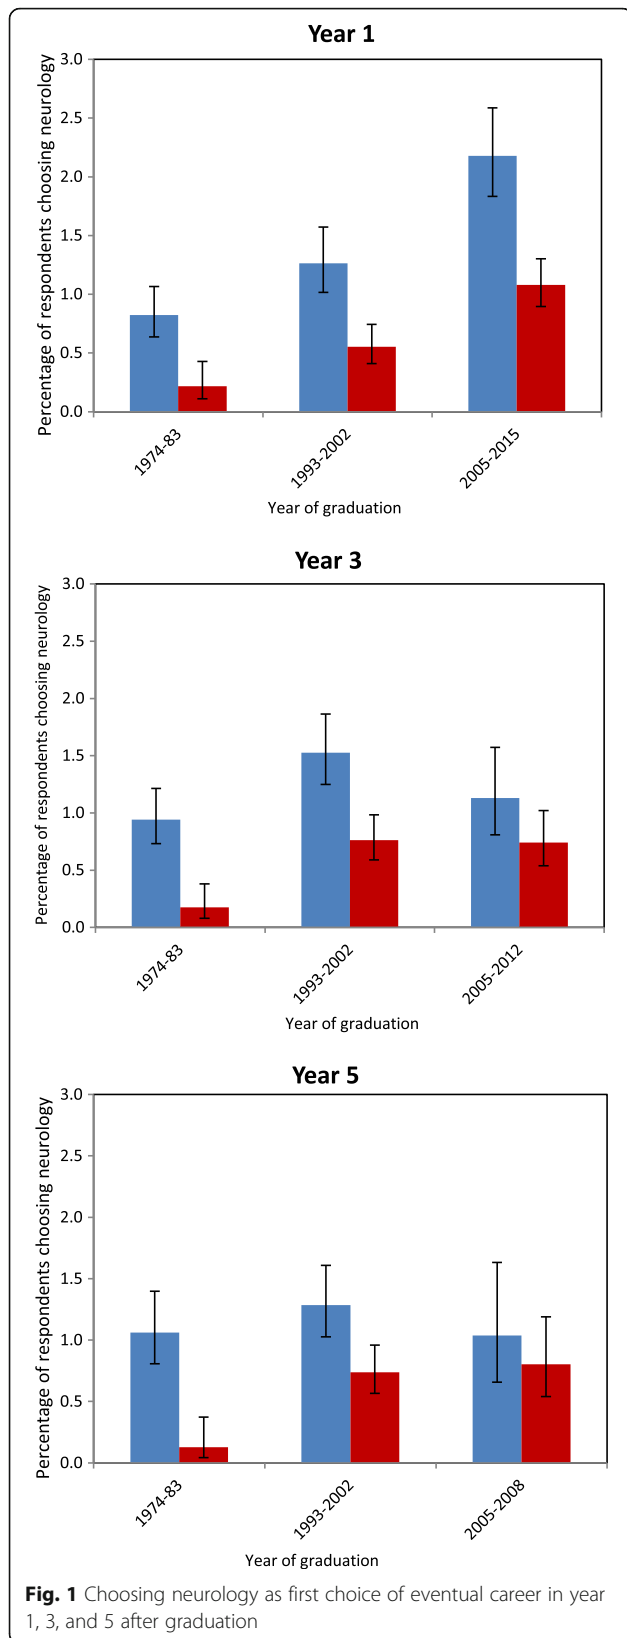 Year 1
Percentage of respondents choosing neurology
3.0
2.5
2.0
1.5
1.0
0.5
0.0
1974-83
1993-2002
2005-2015
Year of graduation
Year 3
Percentage of respondents choosing neurology
3.0
2.5
2.0
1.5
1.0
0.5
0.0
1974-83
1993-2002
2005-2012
Year of graduation
Year 5
Percentage of respondents choosing neurology
3.0
2.5
2.0
1.5
1.0
0.5
0.0
1974-83
1993-2002
2005-2008
Year of graduation
Fig. 1 Choosing neurology as first choice of eventual career in year
1, 3, and 5 after graduation